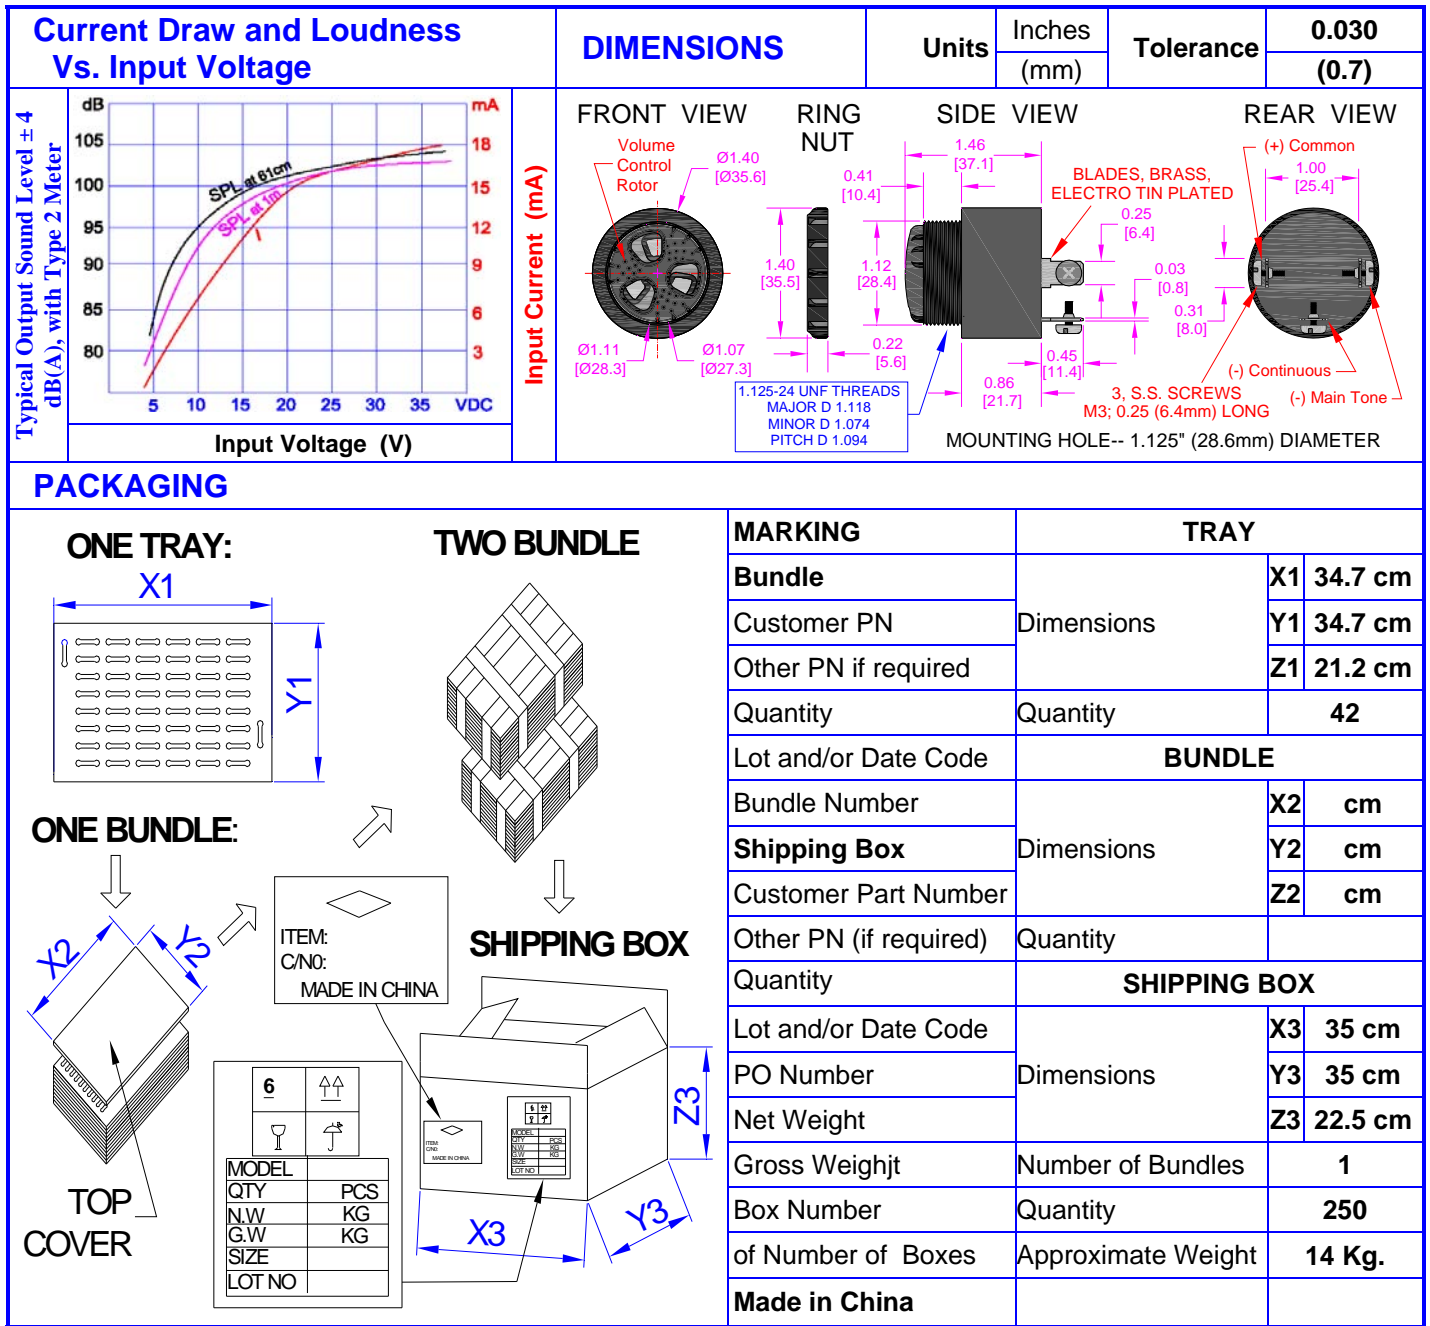 Current Draw and Loudness
Vs. Input Voltage
DIMENSIONS
Units
Inches
(mm)
Tolerance
0.030
(0.7)
Typical Output Sound Level ± 4
dB(A), with Type 2 Meter
dB
105
100
95
90
85
80
mA
18
15
12
9
6
3
SPL at 61cm
SPL at 1m
I
5 10 15 20 25 30 35 VDC
Input Voltage (V)
Input Current (mA)
FRONT VIEW
RING
NUT
SIDE VIEW
REAR VIEW
Volume
Control
Rotor
Ø1.40
[Ø35.6]
Ø1.11
[Ø28.3]
Ø1.07
[Ø27.3]
1.40
[35.5]
0.22
[5.6]
1.46
[37.1]
0.41
[10.4]
1.12
[28.4]
BLADES, BRASS,
ELECTRO TIN PLATED
0.25
[6.4]
0.03
[0.8]
0.45
[11.4]
0.86
[21.7]
1.125-24 UNF THREADS
MAJOR D 1.118
MINOR D 1.074
PITCH D 1.094
(+) Common
1.00
[25.4]
0.31
[8.0]
(-) Continuous
(-) Main Tone
3, S.S. SCREWS
M3; 0.25 (6.4mm) LONG
MOUNTING HOLE-- 1.125" (28.6mm) DIAMETER
PACKAGING
ONE TRAY:
X1
Y1
TWO BUNDLE
ONE BUNDLE:
X2
Y2
TOP
COVER
ITEM:
C/N0:
MADE IN CHINA
SHIPPING BOX
6
MODEL
QTY PCS
N.W KG
G.W KG
SIZE
LOT NO
ITEM:
C/N0:
MADE IN CHINA
6
MODEL
QTY PCS
N.W KG
G.W KG
SIZE
LOT NO
X3
Y3
Z3
MARKING
TRAY
Bundle
Customer PN
Other PN if required
Dimensions
X1 34.7 cm
Y1 34.7 cm
Z1 21.2 cm
Quantity
Quantity
42
Lot and/or Date Code
BUNDLE
Bundle Number
Shipping Box
Customer Part Number
Dimensions
X2 cm
Y2 cm
Z2 cm
Other PN (if required)
Quantity
Quantity
SHIPPING BOX
Lot and/or Date Code
PO Number
Net Weight
Dimensions
X3 35 cm
Y3 35 cm
Z3 22.5 cm
Gross Weighjt
Number of Bundles
1
Box Number
Quantity
250
of Number of Boxes
Approximate Weight
14 Kg.
Made in China